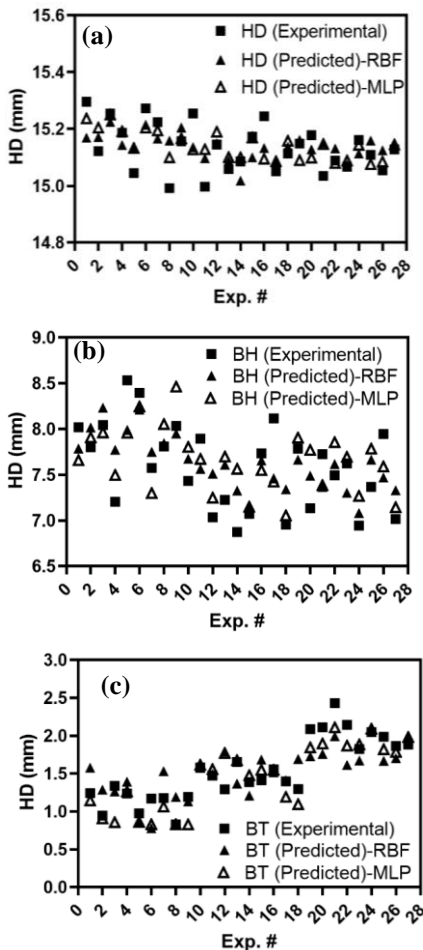 (a)
HD (Experimental)
HD (Predicted)-RBF
HD (Predicted)-MLP
HD (mm)
15.6
15.4
15.2
15.0
14.8
0 2 4 6 8 10 12 14 16 18 20 22 24 26 28
Exp. #
(b)
BH (Experimental)
BH (Predicted)-RBF
BH (Predicted)-MLP
HD (mm)
9.0
8.5
8.0
7.5
7.0
6.5
0 2 4 6 8 10 12 14 16 18 20 22 24 26 28
Exp. #
(c)
HD (mm)
3.0
2.5
2.0
1.5
1.0
0.5
0.0
BT (Experimental)
BT (Predicted)-RBF
BT (Predicted)-MLP
0 2 4 6 8 10 12 14 16 18 20 22 24 26 28
Exp. #